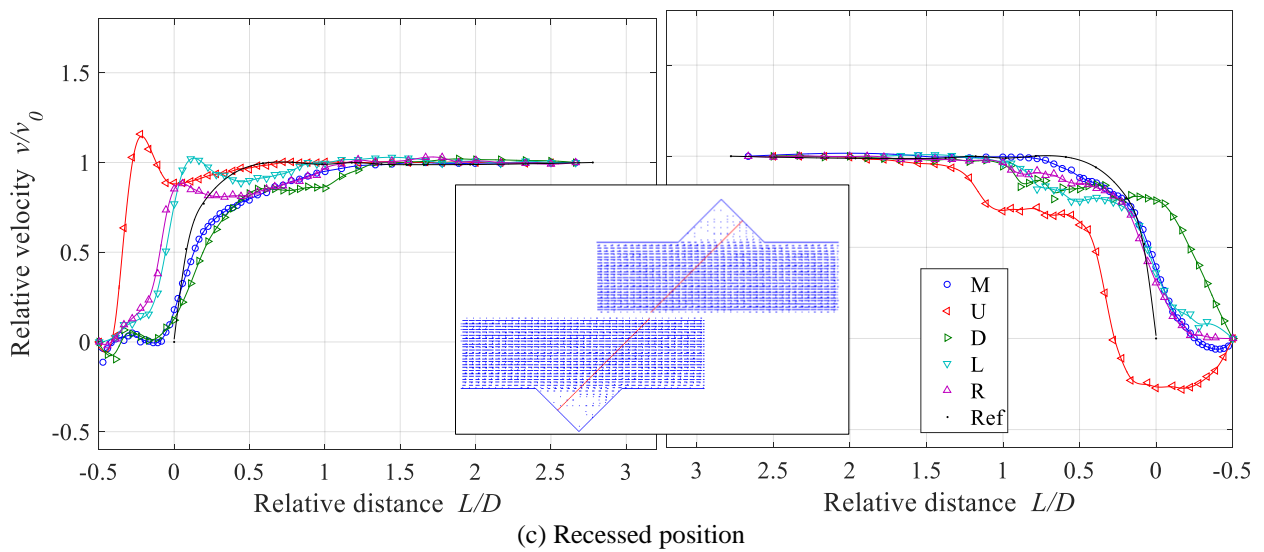 1.5
1
0.5
0
-0.5
Relative velocity v/v0
-0.5 0 0.5 1 1.5 2 2.5 3
Relative distance L/D
3 2.5 2 1.5 1 0.5 0 -0.5
Relative distance L/D
M
U
D
L
R
Ref
(c) Recessed position